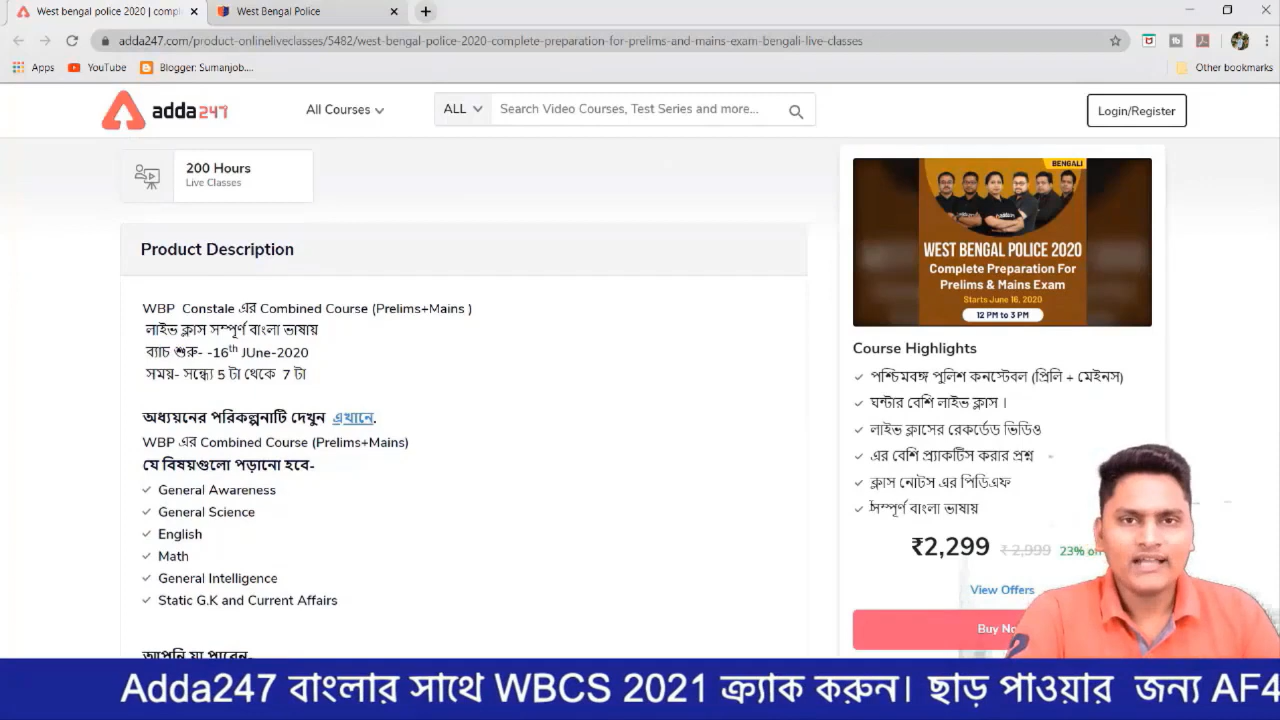 West bengal police 2020 | compl
West Bengal Police
adda247.com/product-onlineliveclasses/5482/west-bengal-police-2020-complete-preparation-for-prelims-and-mains-exam-bengali-live-classes
Apps
YouTube
Blogger: Sumanjob....
Other bookmarks
adda247
All Courses
ALL
Search Video Courses, Test Series and more...
Login/Register
200 Hours
Live Classes
Product Description
WBP Constale এর Combined Course (Prelims+Mains )
লাইভ ক্লাস সম্পূর্ণ বাংলা ভাষায়
ব্যাচ শুরু- -16th JUne-2020
সময়- সন্ধ্যে 5 টা থেকে 7 টা
অধ্যয়নের পরিকল্পনাটি দেখুন এখানে.
WBP এর Combined Course (Prelims+Mains)
যে বিষয়গুলো পড়ানো হবে-
General Awareness
General Science
English
Math
General Intelligence
Static G.K and Current Affairs
আপনি যা পাবেন-
BENGALI
WEST BENGAL POLICE 2020
Complete Preparation For
Prelims & Mains Exam
Starts June 16, 2020
12 PM to 3 PM
Course Highlights
পশ্চিমবঙ্গ পুলিশ কনস্টেবল (প্রিলি + মেইনস)
ঘন্টার বেশি লাইভ ক্লাস ।
লাইভ ক্লাসের রেকর্ডেড ভিডিও
এর বেশি প্র্যাকটিস করার প্রশ্ন
ক্লাস নোটস এর পিডিএফ
সম্পূর্ণ বাংলা ভাষায়
₹2,299 ₹ 2,999 23% o
View Offers
Buy No
Adda247 বাংলার সাথে WBCS 2021 ক্র্যাক করুন। ছাড় পাওয়ার জন্য AF4